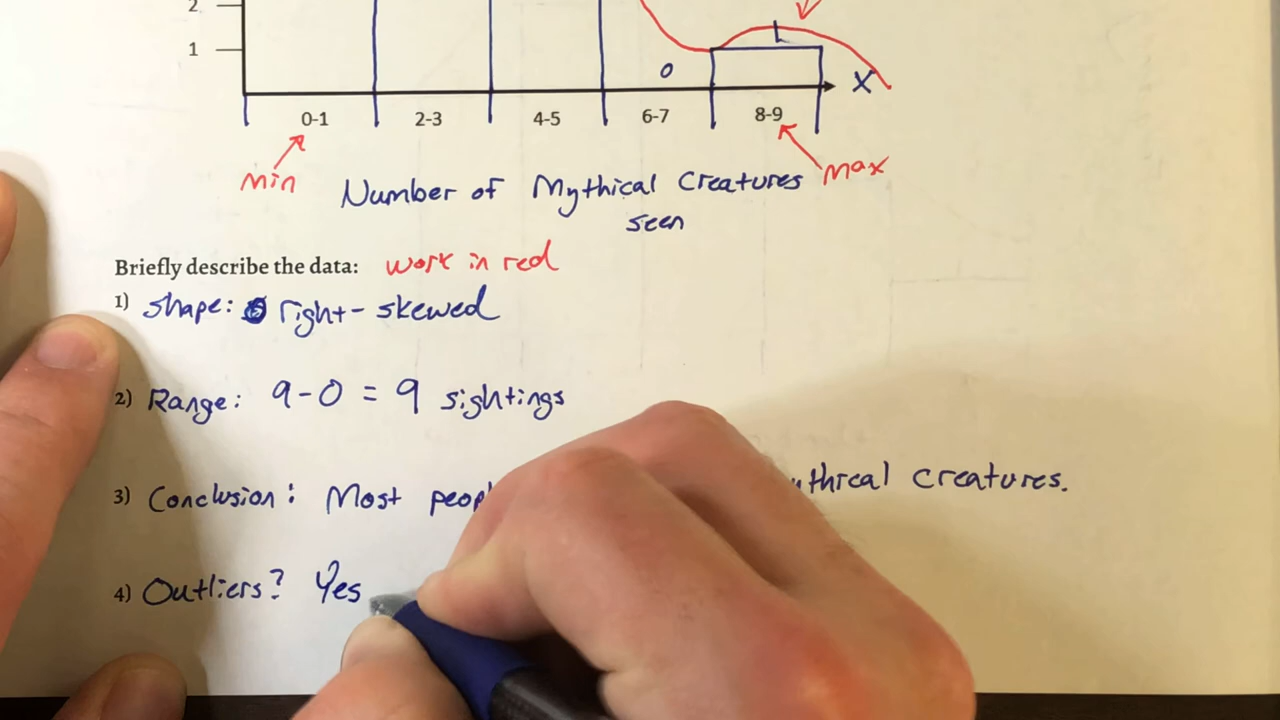 2
1
0
X
0-1 2-3 4-5 6-7 8-9
min
max
Number of Mythical Creatures
seen
Briefly describe the data: work in red
1) Shape: right-skewed
2) Range: 9-0 = 9 sightings
3) Conclusion: Most creatures.
4) Outliers? Yes